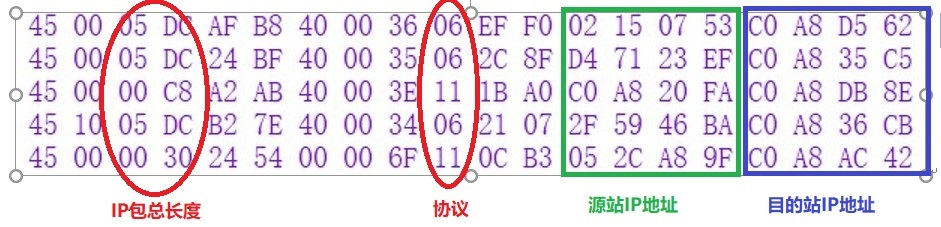 45 00 05 DC AF B8 40 00 36 06 EF F0 02 15 07 53 C0 A8 D5 62
45 00 05 DC 24 BF 40 00 35 06 2C 8F D4 71 23 EF C0 A8 35 C5
45 00 00 C8 A2 AB 40 00 3E 11 1B A0 C0 A8 20 FA C0 A8 DB 8E
45 10 05 DC B2 7E 40 00 34 06 21 07 2F 59 46 BA C0 A8 36 CB
45 00 00 30 24 54 00 00 6F 11 0C B3 05 2C A8 9F C0 A8 AC 42
IP包总长度 协议 源站IP地址 目的站IP地址